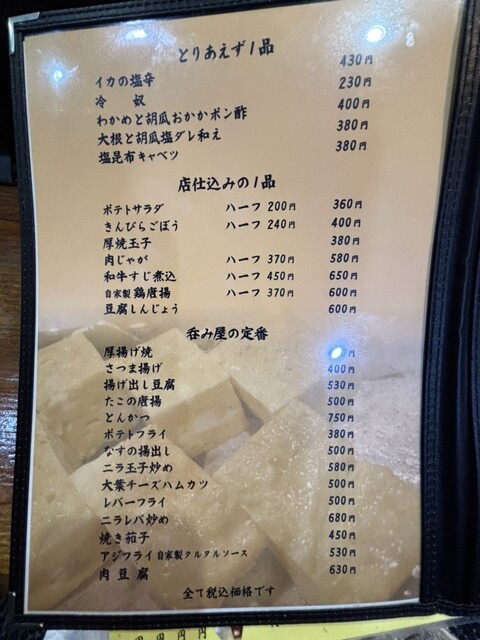 とりあえず1品
イカの塩辛 430円
冷 奴 230円
わかめと胡瓜おかかポン酢 400円
大根と胡瓜塩ダレ和え 380円
塩昆布キャベツ 380円
店仕込みの1品
ポテトサラダ ハーフ 200円 360円
きんぴらごぼう ハーフ 240円 400円
厚焼玉子 380円
肉じゃが ハーフ 370円 580円
和牛すじ煮込 ハーフ 450円 650円
自家製鶏唐揚 ハーフ 370円 600円
豆腐しんじょう 600円
呑み屋の定番
厚揚げ焼 円
さつま揚げ 400円
揚げ出し豆腐 530円
たこの唐揚 500円
とんかつ 750円
ポテトフライ 380円
なすの揚出し 500円
ニラ玉子炒め 580円
大葉チーズハムカツ 500円
レバーフライ 500円
ニラレバ炒め 680円
焼き茄子 450円
アジフライ自家製タルタルソース 530円
肉豆腐 630円
全て税込価格です
円 円 円 円